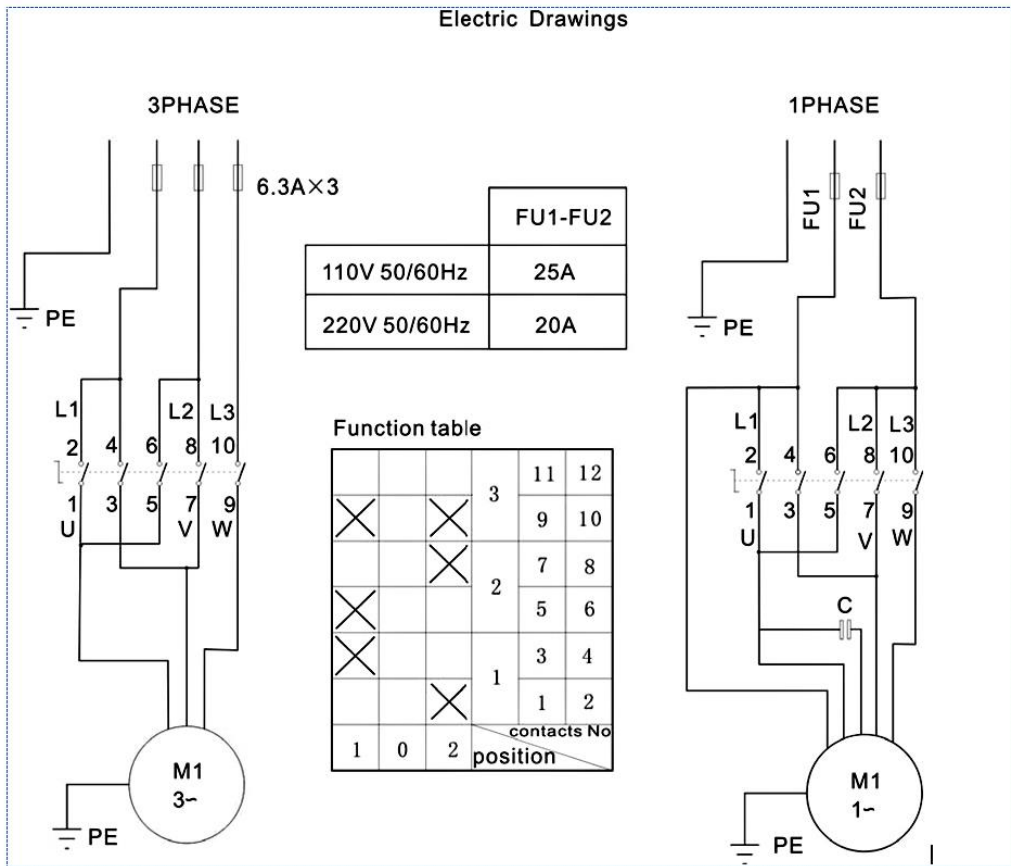 Electric Drawings
3PHASE
6.3A×3
PE
L1 L2 L3
2 4 6 8 10
1 3 5 7 9
U V W
M1
3~
PE
FU1-FU2
110V 50/60Hz 25A
220V 50/60Hz 20A
Function table
3 11 12
9 10
2 7 8
5 6
1 3 4
1 2
contacts No
1 0 2 position
1PHASE
FU1 FU2
PE
L1 L2 L3
2 4 6 8 10
1 3 5 7 9
U V W
C
M1
1~
PE